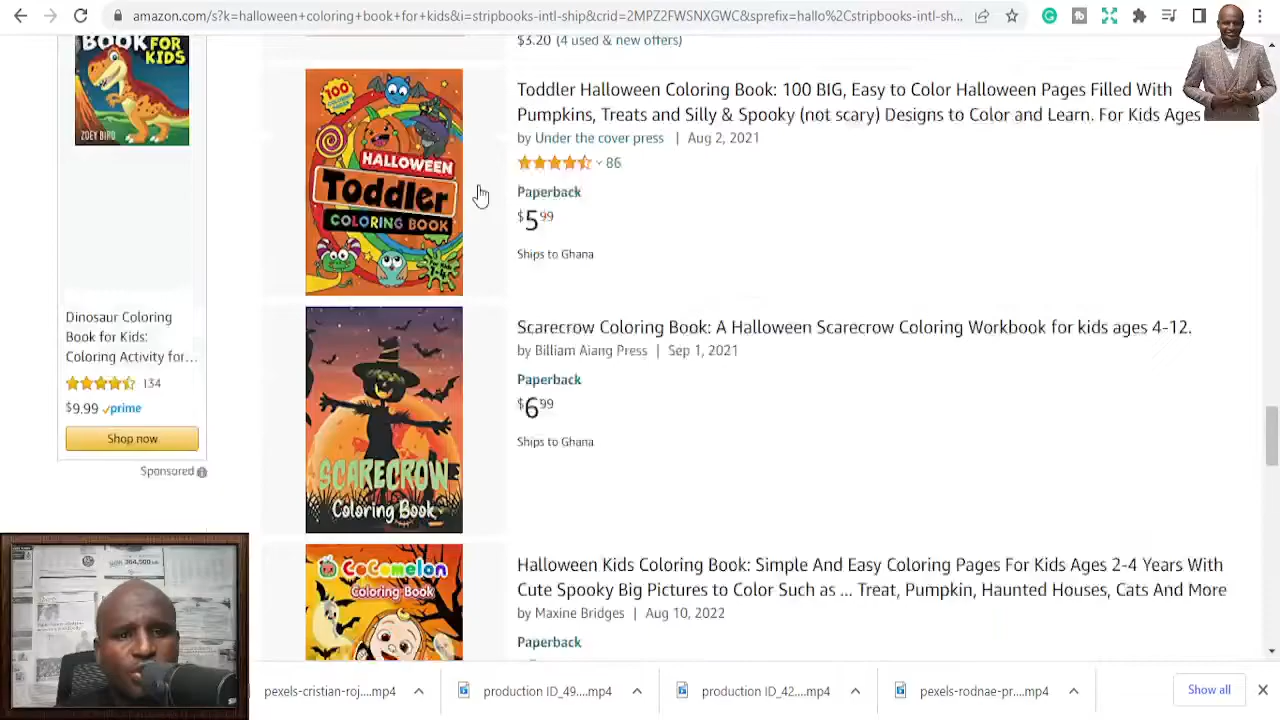 amazon.com/s?k=halloween+coloring+book+for+kids&i=stripbooks-intl-ship&crid=2MPZ2FWSNXGWC&sprefix=hallo%2Cstripbooks-intl-sh...
$3.20 (4 used & new offers)
BOOK FOR
KIDS
ZOEY BIRD
Dinosaur Coloring
Book for Kids:
Coloring Activity for...
134
$9.99 prime
Shop now
Sponsored
100
HALLOWEEN
Toddler
COLORING BOOK
Toddler Halloween Coloring Book: 100 BIG, Easy to Color Halloween Pages Filled With
Pumpkins, Treats and Silly & Spooky (not scary) Designs to Color and Learn. For Kids Ages
by Under the cover press | Aug 2, 2021
86
Paperback
$5.99
Ships to Ghana
SCARECROW
Coloring Book
Scarecrow Coloring Book: A Halloween Scarecrow Coloring Workbook for kids ages 4-12.
by Billiam Aiang Press | Sep 1, 2021
Paperback
$6.99
Ships to Ghana
CoComelon
Coloring Book
Halloween Kids Coloring Book: Simple And Easy Coloring Pages For Kids Ages 2-4 Years With
Cute Spooky Big Pictures to Color Such as ... Treat, Pumpkin, Haunted Houses, Cats And More
by Maxine Bridges | Aug 10, 2022
Paperback
pexels-cristian-roj....mp4
production ID_49....mp4
production ID_42....mp4
pexels-rodnae-pr....mp4
Show all